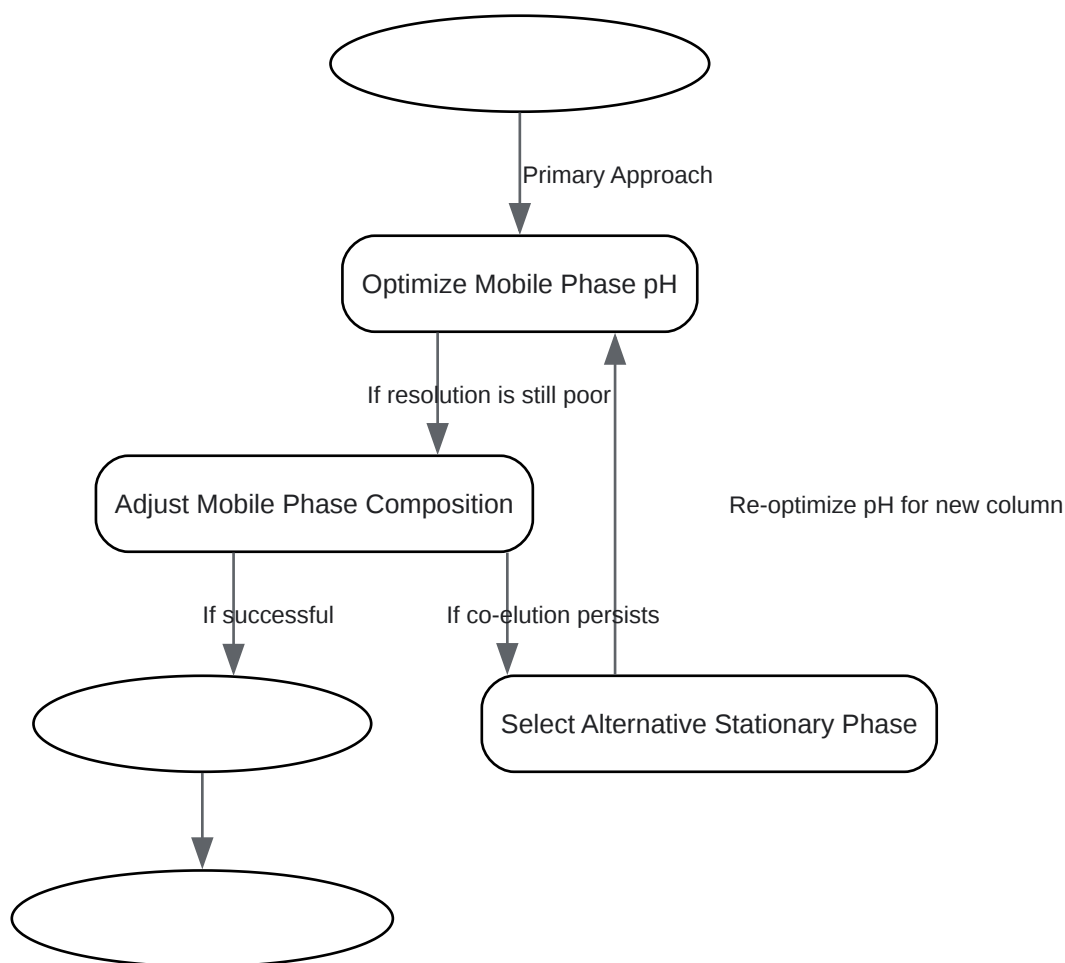 Primary Approach
Optimize Mobile Phase pH
If resolution is still poor
Adjust Mobile Phase Composition
Re-optimize pH for new column
If successful
If co-elution persists
Select Alternative Stationary Phase